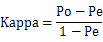 Kappa = (Po − Pe) / (1 − Pe)